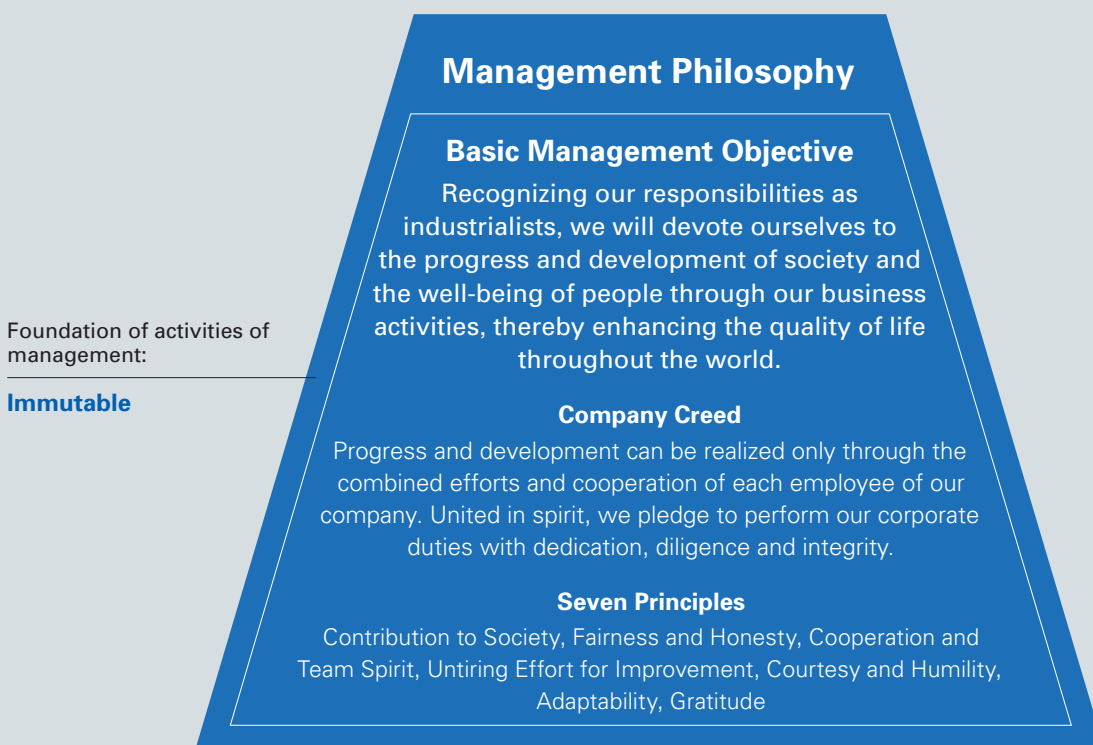 Management Philosophy
Basic Management Objective
Recognizing our responsibilities as
industrialists, we will devote ourselves to
the progress and development of society and
the well-being of people through our business
activities, thereby enhancing the quality of life
throughout the world.
Foundation of activities of
management:
Immutable
Company Creed
Progress and development can be realized only through the
combined efforts and cooperation of each employee of our
company. United in spirit, we pledge to perform our corporate
duties with dedication, diligence and integrity.
Seven Principles
Contribution to Society, Fairness and Honesty, Cooperation and
Team Spirit, Untiring Effort for Improvement, Courtesy and Humility,
Adaptability, Gratitude